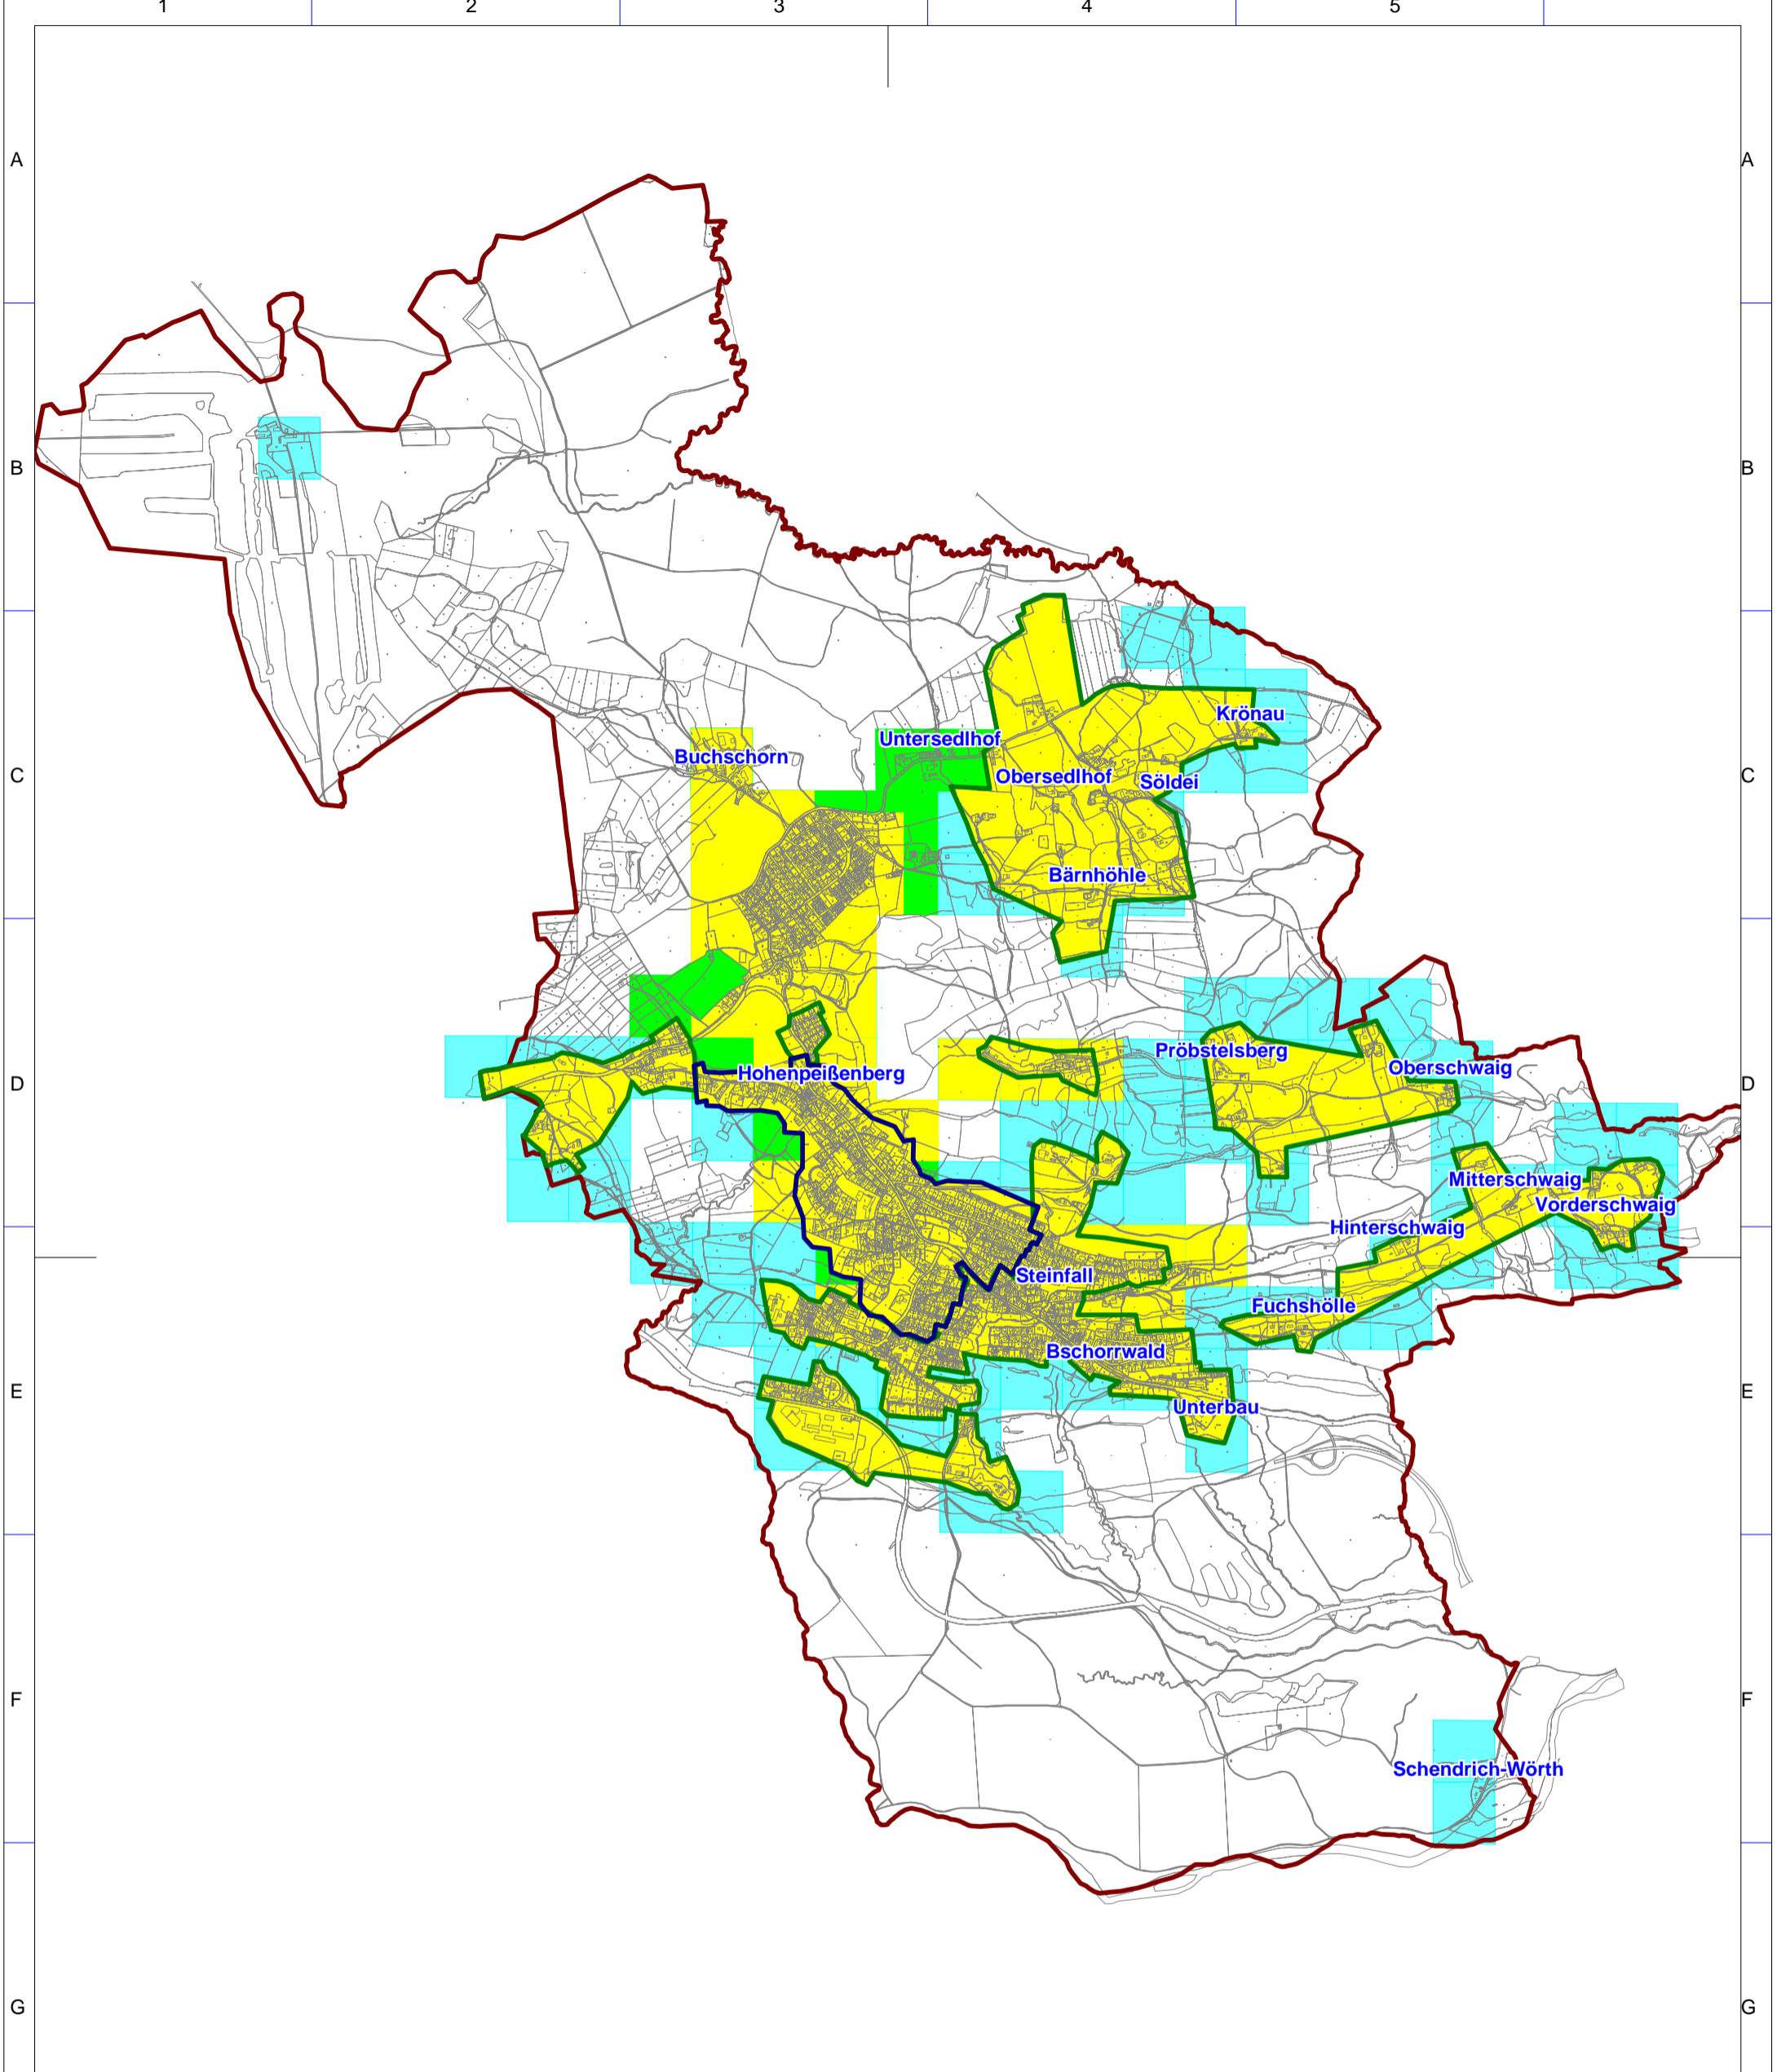 1 2 3 4 5
A A
B B
Krönau
Untersedlhof
Buchschorn
C Obersedlhof C
Söldei
Bärnhöhle
Pröbstelsberg
Oberschwaig
Hohenpeißenberg
D D
Mitterschwaig
Vorderschwaig
Hinterschwaig
Steinfall
Fuchshölle
Bschorrwald
E E
Unterbau
F F
Schendrich-Wörth
G G